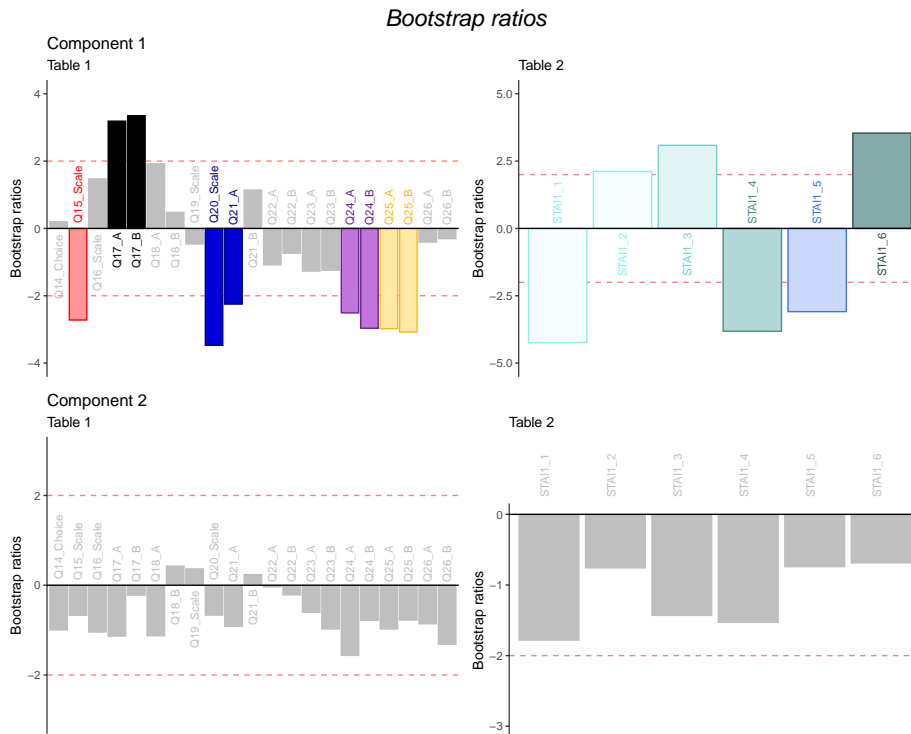 Bootstrap ratios
Component 1
Table 1
Bootstrap ratios
4
2
0
−2
−4
Q14_Choice
Q15_Scale
Q16_Scale
Q17_A
Q17_B
Q18_A
Q18_B
Q19_Scale
Q20_Scale
Q21_A
Q21_B
Q22_A
Q22_B
Q23_A
Q23_B
Q24_A
Q24_B
Q25_A
Q25_B
Q26_A
Q26_B
Table 2
Bootstrap ratios
5.0
2.5
0.0
−2.5
−5.0
STAI1_1
STAI1_2
STAI1_3
STAI1_4
STAI1_5
STAI1_6
Component 2
Table 1
Bootstrap ratios
2
0
−2
Q14_Choice
Q15_Scale
Q16_Scale
Q17_A
Q17_B
Q18_A
Q18_B
Q19_Scale
Q20_Scale
Q21_A
Q21_B
Q22_A
Q22_B
Q23_A
Q23_B
Q24_A
Q24_B
Q25_A
Q25_B
Q26_A
Q26_B
Table 2
Bootstrap ratios
0
−1
−2
−3
STAI1_1
STAI1_2
STAI1_3
STAI1_4
STAI1_5
STAI1_6